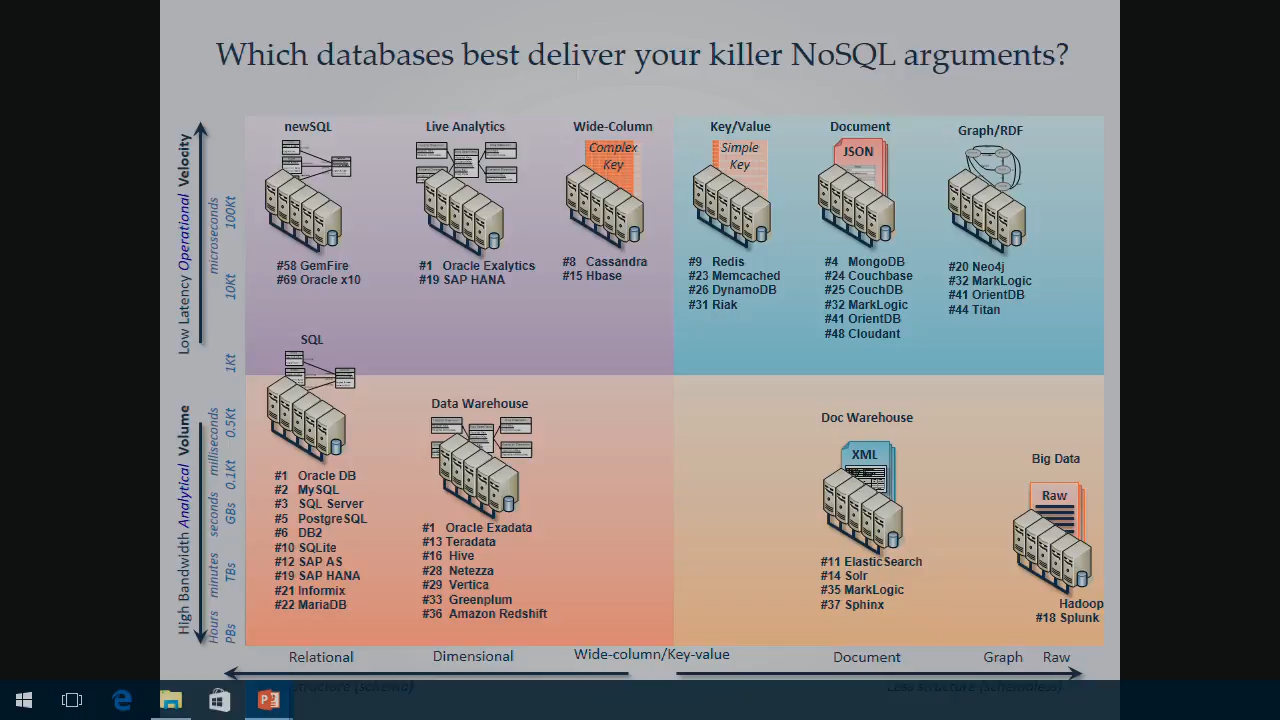 Which databases best deliver your killer NoSQL arguments?
newSQL
Live Analytics
Wide-Column
Key/Value
Document
Graph/RDF
Complex
Key
Simple
Key
JSON
#58 GemFire
#69 Oracle x10
#1 Oracle Exalytics
#19 SAP HANA
#8 Cassandra
#15 Hbase
#9 Redis
#23 Memcached
#26 DynamoDB
#31 Riak
#4 MongoDB
#24 Couchbase
#25 CouchDB
#32 MarkLogic
#41 OrientDB
#48 Cloudant
#20 Neo4j
#32 MarkLogic
#41 OrientDB
#44 Titan
Low Latency Operational Velocity
microseconds
100Kt
10Kt
1Kt
SQL
#1 Oracle DB
#2 MySQL
#3 SQL Server
#5 PostgreSQL
#6 DB2
#10 SQLite
#12 SAP AS
#19 SAP HANA
#21 Informix
#22 MariaDB
Data Warehouse
#1 Oracle Exadata
#13 Teradata
#16 Hive
#28 Netezza
#29 Vertica
#33 Greenplum
#36 Amazon Redshift
Doc Warehouse
XML
#11 ElasticSearch
#14 Solr
#35 MarkLogic
#37 Sphinx
Big Data
Raw
Hadoop
#18 Splunk
High Bandwidth Analytical Volume
milliseconds
seconds
minutes
Hours
0.5Kt
0.1Kt
GBs
TBs
PBs
Relational
Dimensional
Wide-column/Key-value
Document
Graph
Raw
structure (schema)
Less structure (schemaless)